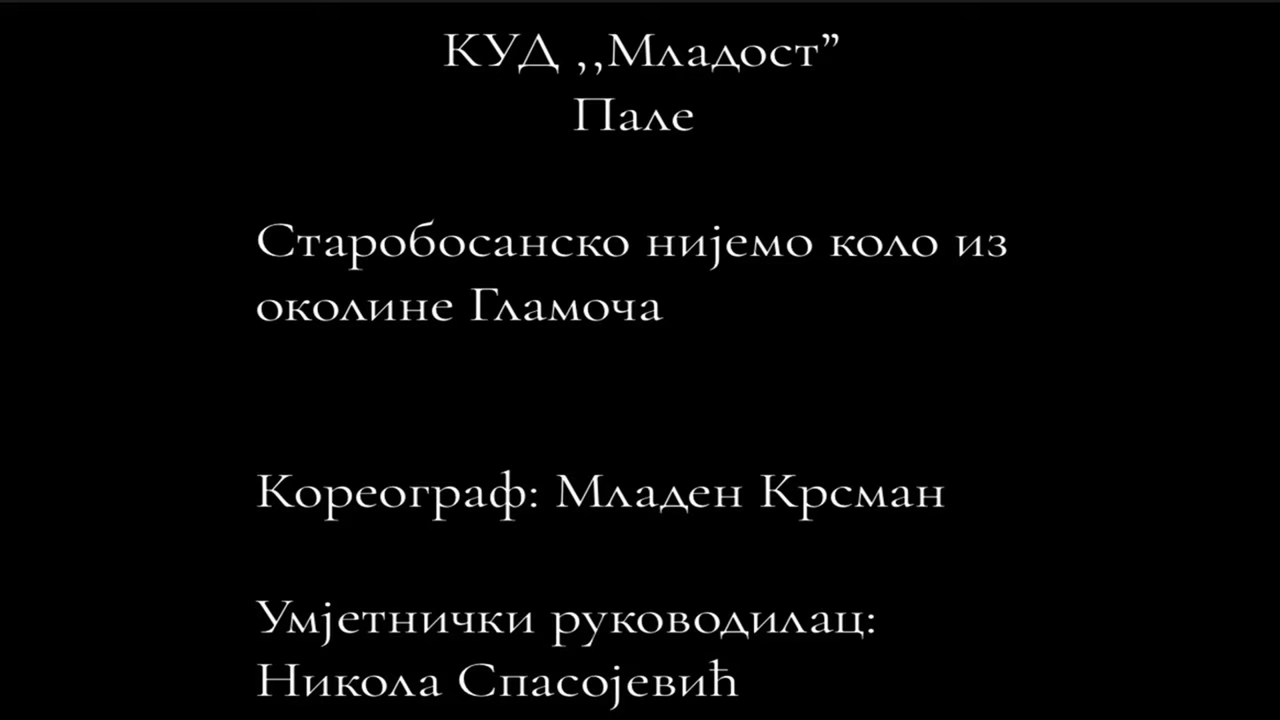 КУД ,,Младост”
Пале
Старобосанско нијемо коло из
околине Гламоча
Кореограф: Младен Крсман
Умјетнички руководилац:
Никола Спасојевић